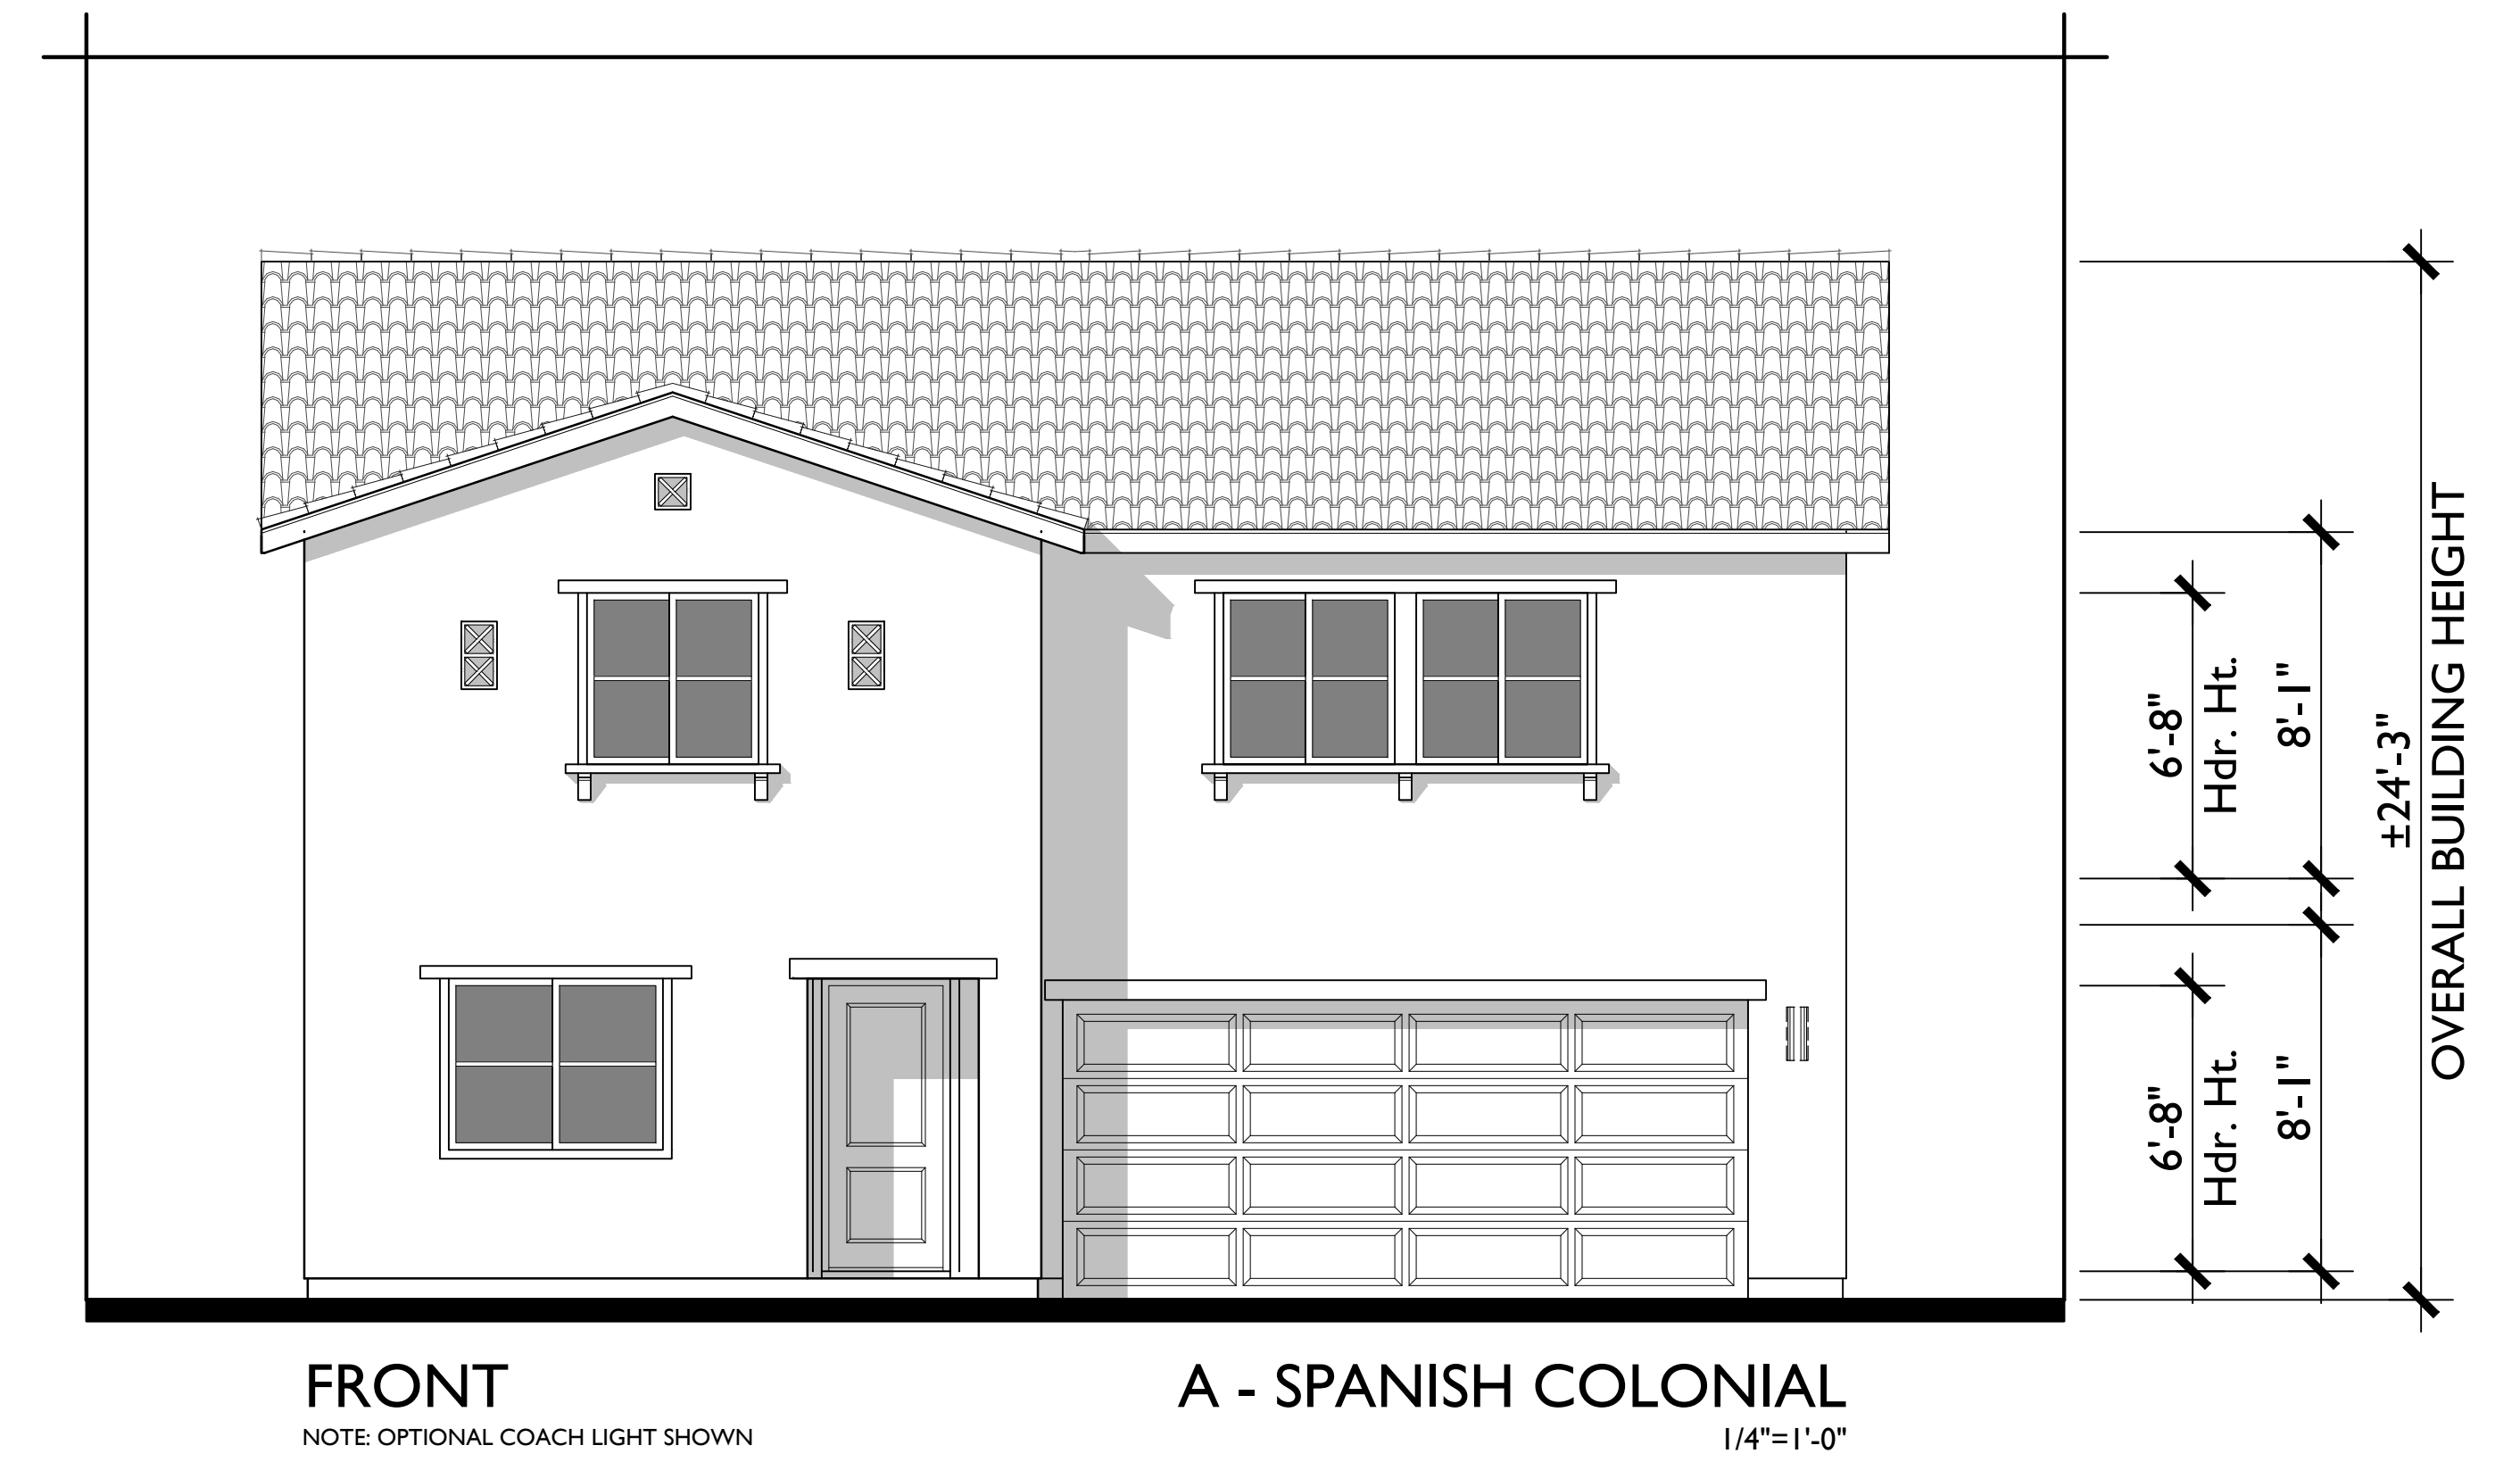 6'-8"
Hdr. Ht.
8'-1"
±24'-3"
OVERALL BUILDING HEIGHT
6'-8"
Hdr. Ht.
8'-1"
FRONT
A - SPANISH COLONIAL
NOTE: OPTIONAL COACH LIGHT SHOWN
1/4"=1'-0"